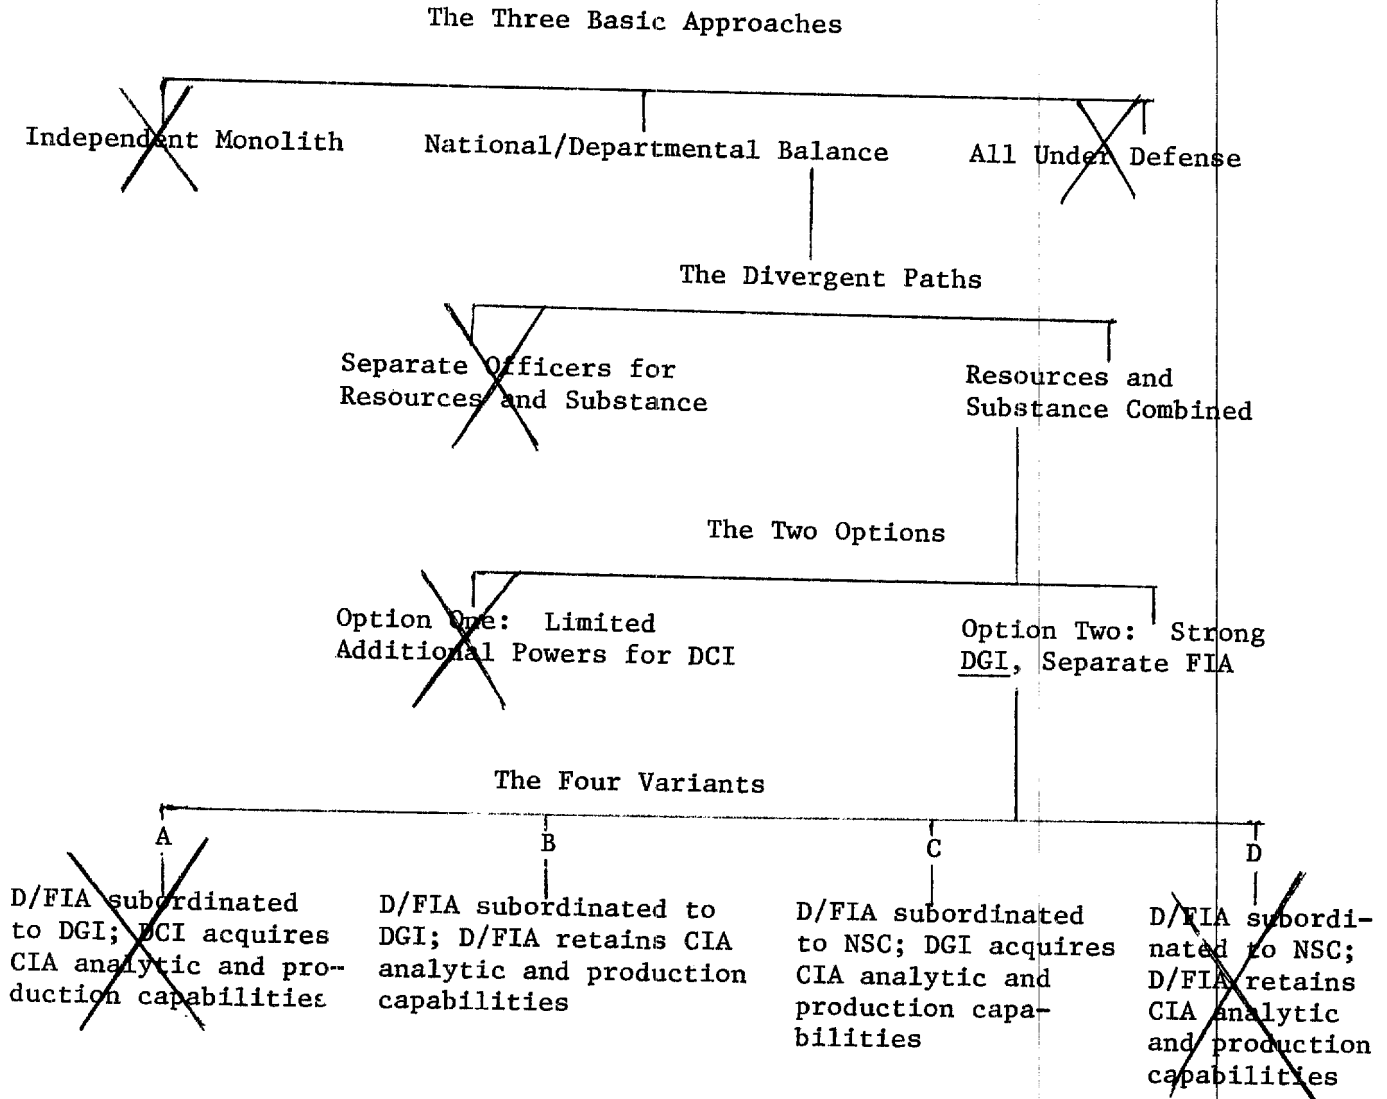 The Three Basic Approaches
Independent Monolith
National/Departmental Balance
All Under Defense
The Divergent Paths
Separate Officers for
Resources and Substance
Resources and
Substance Combined
The Two Options
Option One:  Limited
Additional Powers for DCI
Option Two:  Strong
DGI, Separate FIA
The Four Variants
A
D/FIA subordinated
to DGI; DCI acquires
CIA analytic and pro-
duction capabilities
B
D/FIA subordinated to
DGI; D/FIA retains CIA
analytic and production
capabilities
C
D/FIA subordinated
to NSC; DGI acquires
CIA analytic and
production capa-
bilities
D
D/FIA subordi-
nated to NSC;
D/FIA retains
CIA analytic
and production
capabilities